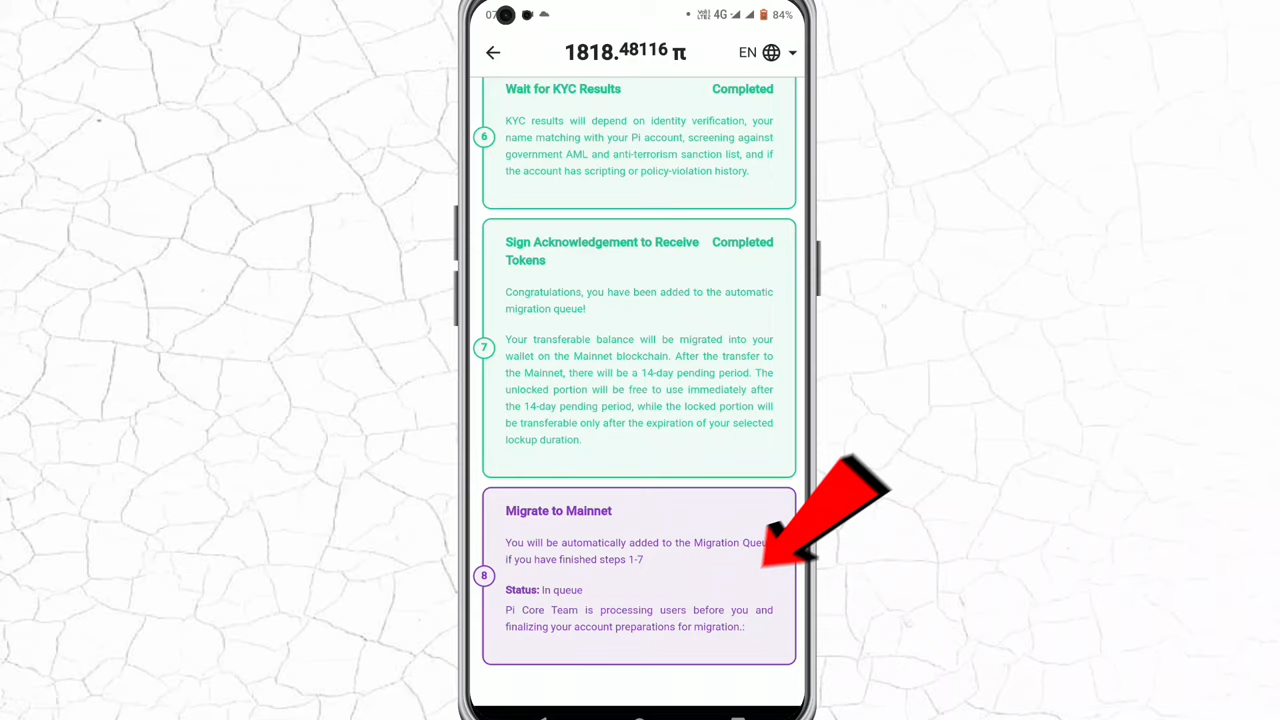 84%
4G
1818.48116 π
EN
Wait for KYC Results Completed
KYC results will depend on identity verification, your
name matching with your Pi account, screening against
government AML and anti-terrorism sanction list, and if
the account has scripting or policy-violation history.
6
Sign Acknowledgement to Receive Completed
Tokens
Congratulations, you have been added to the automatic
migration queue!
Your transferable balance will be migrated into your
wallet on the Mainnet blockchain. After the transfer to
the Mainnet, there will be a 14-day pending period. The
unlocked portion will be free to use immediately after
the 14-day pending period, while the locked portion will
be transferable only after the expiration of your selected
lockup duration.
7
Migrate to Mainnet
You will be automatically added to the Migration Queue
if you have finished steps 1-7
8
Status: In queue
Pi Core Team is processing users before you and
finalizing your account preparations for migration.: